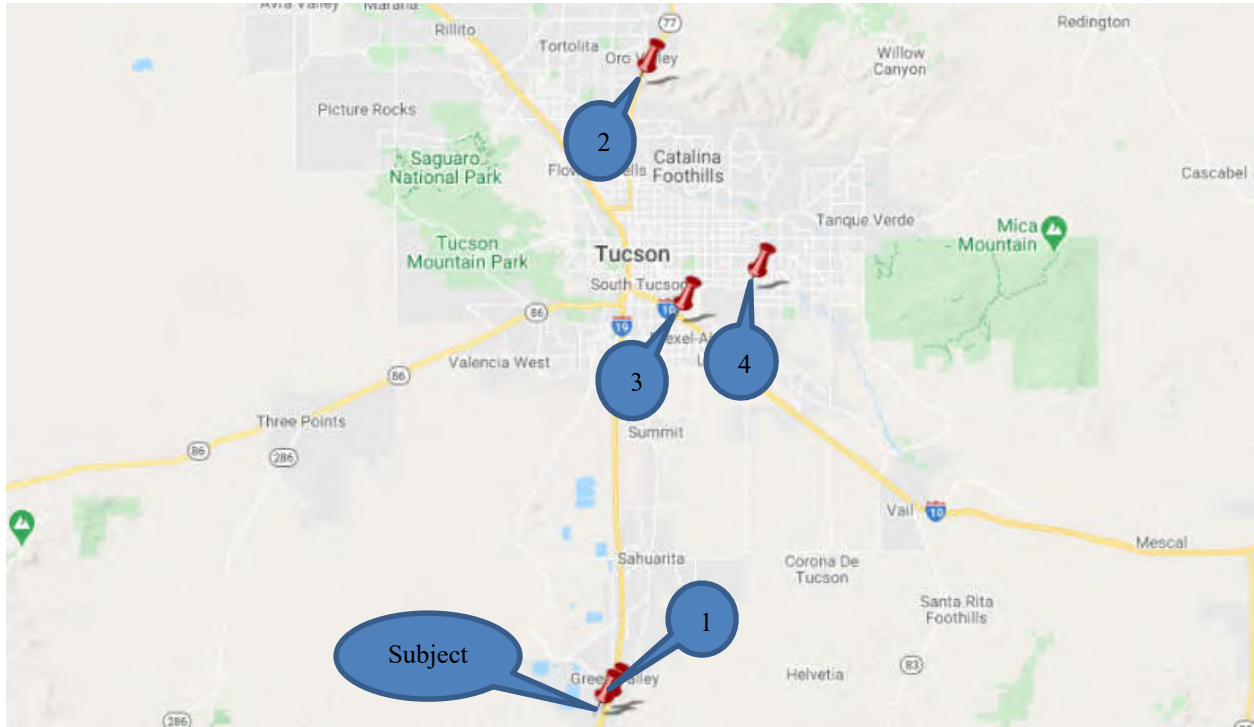 Avra Valley
Marana
Rillito
77
Redington
Tortolita
Oro Valley
Willow
Canyon
Picture Rocks
2
Saguaro
National Park
Catalina
Foothills
Cascabel
Tanque Verde
Mica
Mountain
Tucson
Mountain Park
Tucson
South Tucson
86
10
19
Valencia West
3
4
86
Three Points
Summit
86
286
Vail
10
Mescal
Sahuarita
Corona De
Tucson
Santa Rita
Foothills
1
Subject
Helvetia
83
286